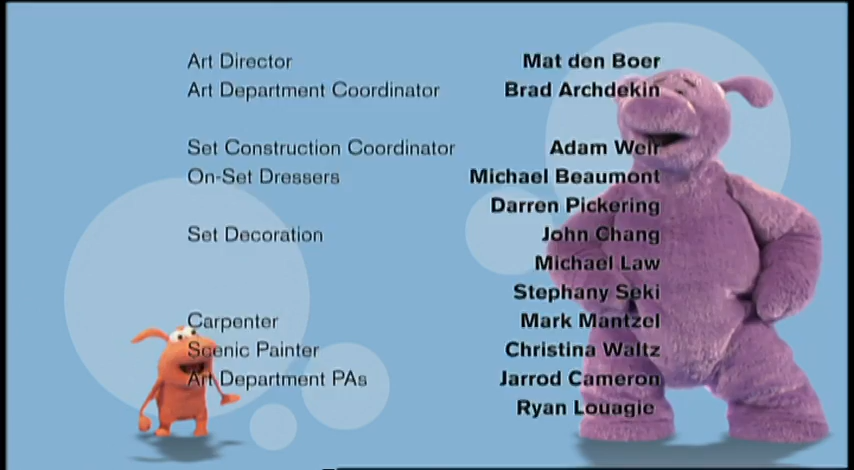 Art Director Mat den Boer
Art Department Coordinator Brad Archdekin
Set Construction Coordinator Adam Weir
On-Set Dressers Michael Beaumont
Darren Pickering
Set Decoration John Chang
Michael Law
Stephany Seki
Carpenter Mark Mantzel
Scenic Painter Christina Waltz
Art Department PAs Jarrod Cameron
Ryan Louagie